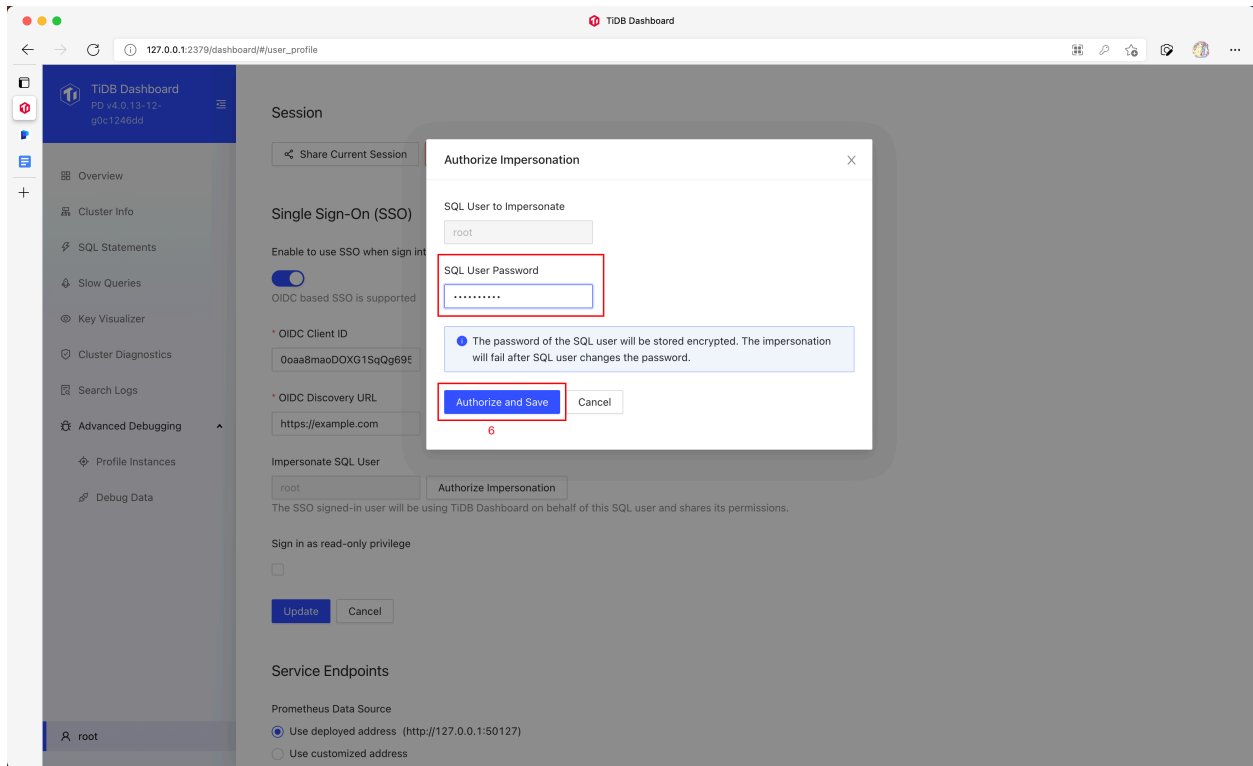 TiDB Dashboard
127.0.0.1:2379/dashboard/#/user_profile
TiDB Dashboard
PD v4.0.13-12-
g0c1246dd
Overview
Cluster Info
SQL Statements
Slow Queries
Key Visualizer
Cluster Diagnostics
Search Logs
Advanced Debugging
Profile Instances
Debug Data
root
Session
Share Current Session
Single Sign-On (SSO)
Enable to use SSO when sign int
OIDC based SSO is supported
* OIDC Client ID
0oaa8maoDOXG1SqQg695
* OIDC Discovery URL
https://example.com
Impersonate SQL User
root Authorize Impersonation
The SSO signed-in user will be using TiDB Dashboard on behalf of this SQL user and shares its permissions.
Sign in as read-only privilege
Update Cancel
Service Endpoints
Prometheus Data Source
Use deployed address (http://127.0.0.1:50127)
Use customized address
Authorize Impersonation
SQL User to Impersonate
root
SQL User Password
••••••••••
The password of the SQL user will be stored encrypted. The impersonation
will fail after SQL user changes the password.
Authorize and Save Cancel
6